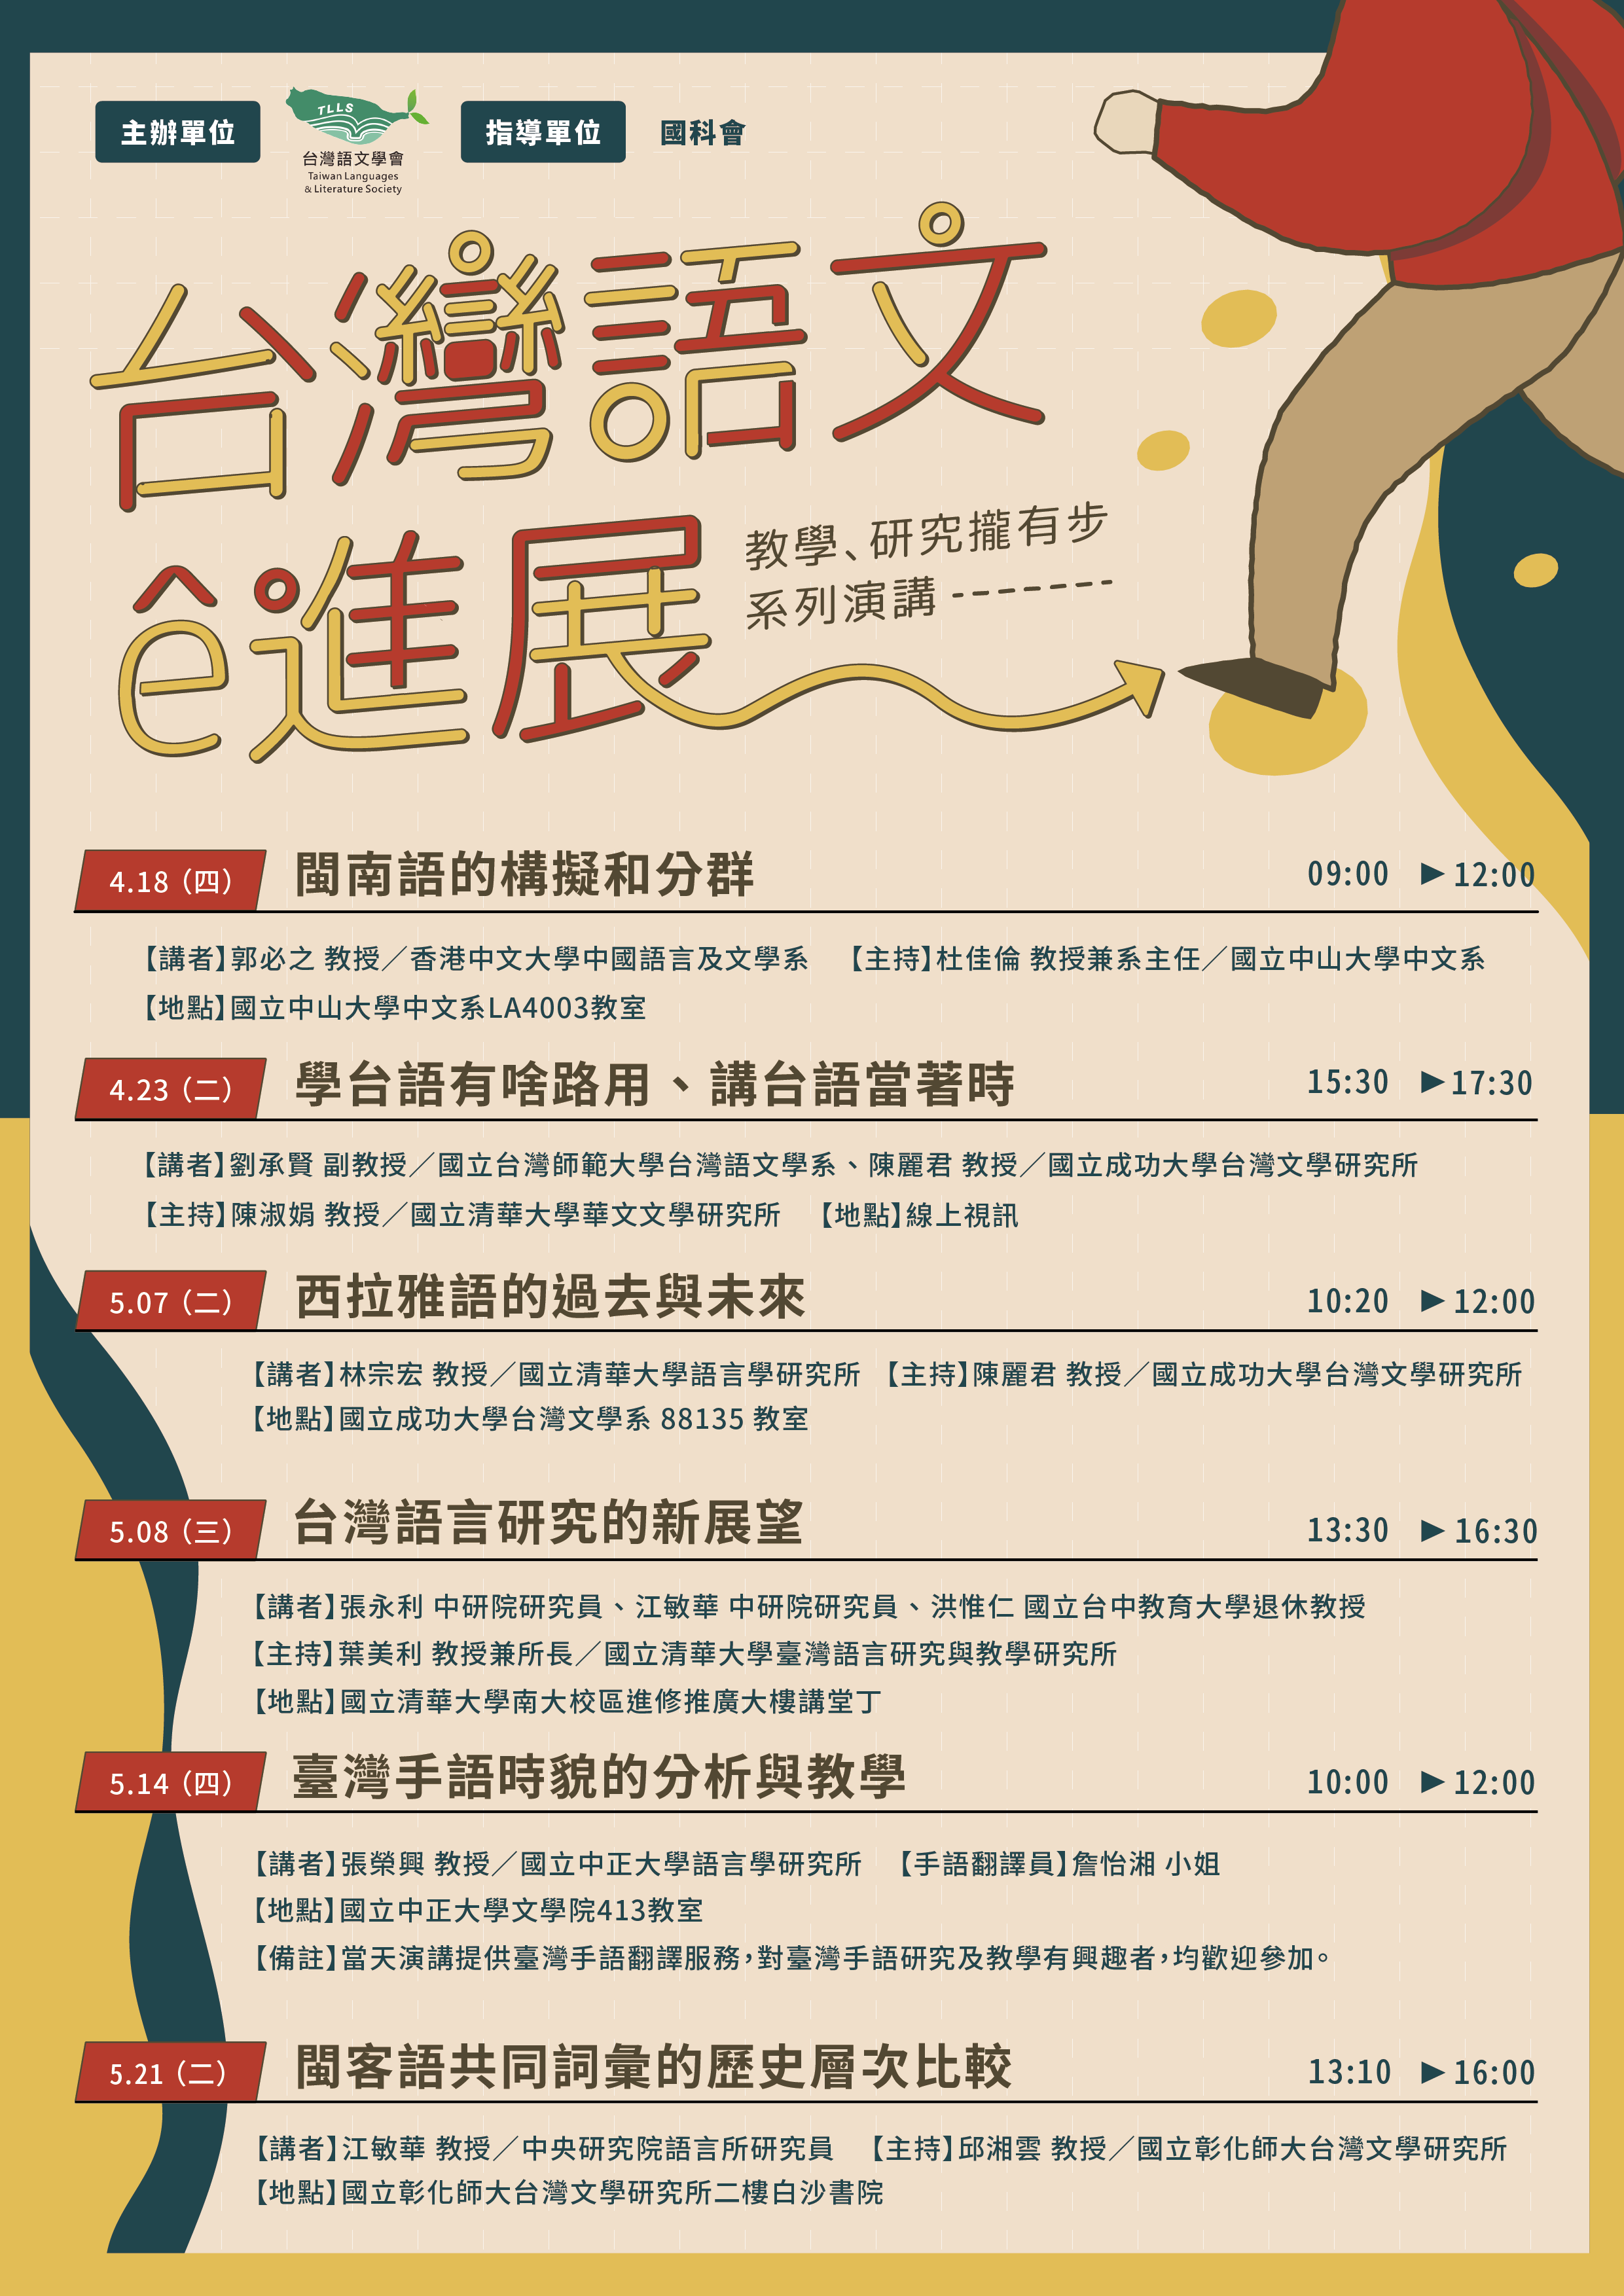 主辦單位
TLLS
台灣語文學會
Taiwan Languages
& Literature Society
指導單位 國科會
台灣語文
ê進展
教學、研究攏有步
系列演講
4.18（四） 閩南語的構擬和分群 09:00 ▶ 12:00
【講者】郭必之 教授／香港中文大學中國語言及文學系 【主持】杜佳倫 教授兼系主任／國立中山大學中文系
【地點】國立中山大學中文系LA4003教室
4.23（二） 學台語有啥路用、講台語當著時 15:30 ▶ 17:30
【講者】劉承賢 副教授／國立台灣師範大學台灣語文學系、陳麗君 教授／國立成功大學台灣文學研究所
【主持】陳淑娟 教授／國立清華大學華文文學研究所 【地點】線上視訊
5.07（二） 西拉雅語的過去與未來 10:20 ▶ 12:00
【講者】林宗宏 教授／國立清華大學語言學研究所 【主持】陳麗君 教授／國立成功大學台灣文學研究所
【地點】國立成功大學台灣文學系 88135 教室
5.08（三） 台灣語言研究的新展望 13:30 ▶ 16:30
【講者】張永利 中研院研究員、江敏華 中研院研究員、洪惟仁 國立台中教育大學退休教授
【主持】葉美利 教授兼所長／國立清華大學臺灣語言研究與教學研究所
【地點】國立清華大學南大校區進修推廣大樓講堂丁
5.14（四） 臺灣手語時貌的分析與教學 10:00 ▶ 12:00
【講者】張榮興 教授／國立中正大學語言學研究所 【手語翻譯員】詹怡湘 小姐
【地點】國立中正大學文學院413教室
【備註】當天演講提供臺灣手語翻譯服務，對臺灣手語研究及教學有興趣者，均歡迎參加。
5.21（二） 閩客語共同詞彙的歷史層次比較 13:10 ▶ 16:00
【講者】江敏華 教授／中央研究院語言所研究員 【主持】邱湘雲 教授／國立彰化師大台灣文學研究所
【地點】國立彰化師大台灣文學研究所二樓白沙書院